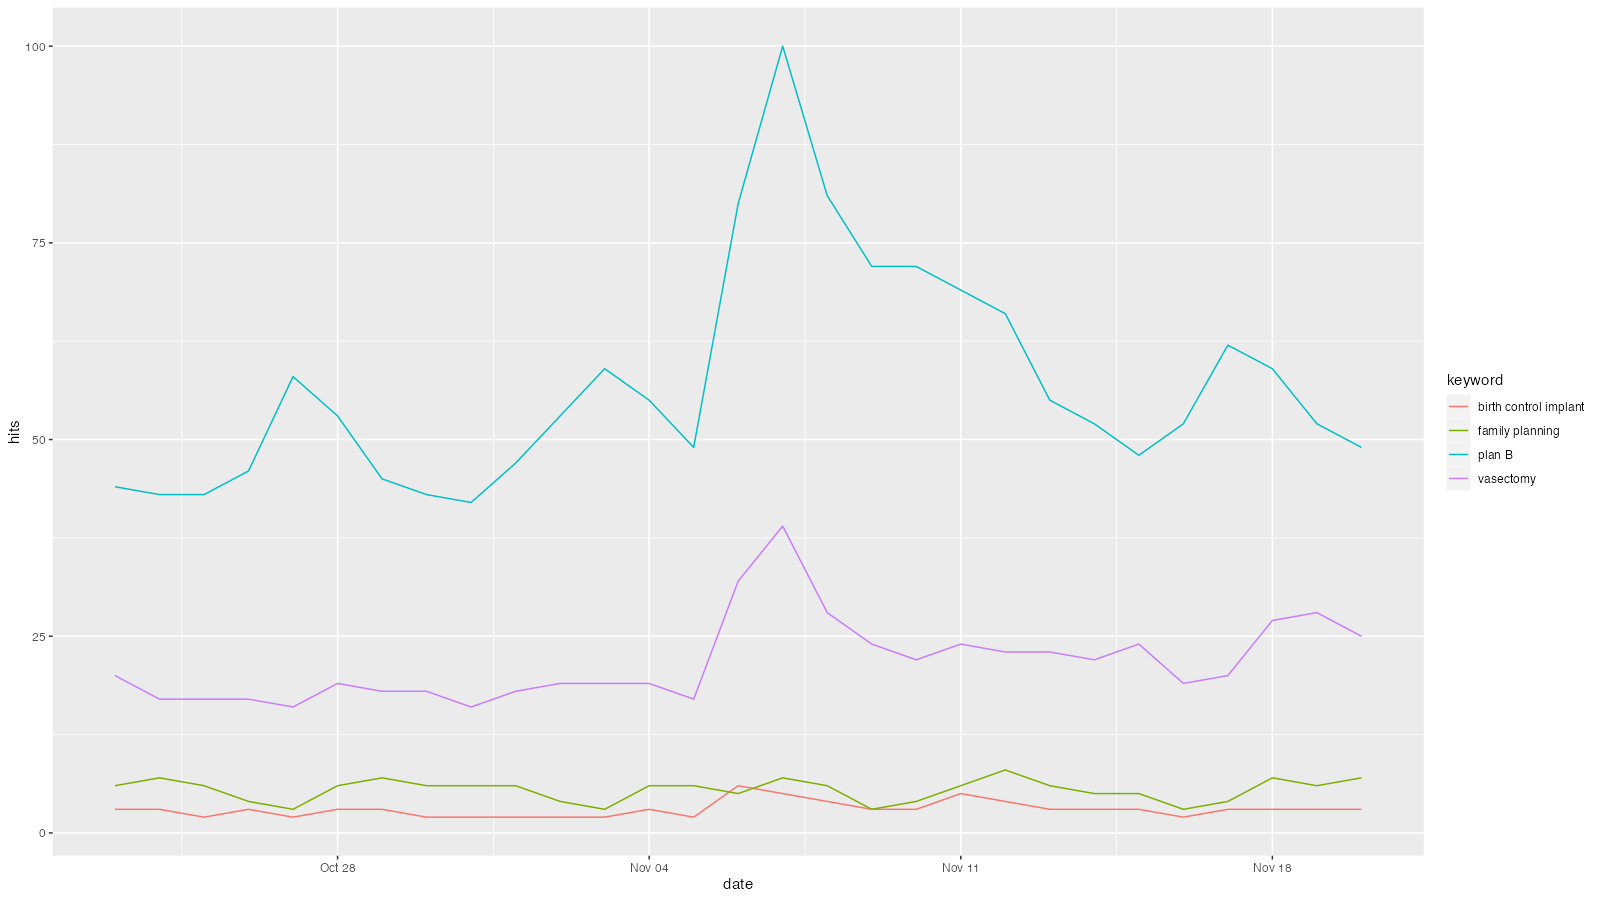 100
75
50
25
0
hits
Oct 28
Nov 04
Nov 11
Nov 18
date
keyword
birth control implant
family planning
plan B
vasectomy